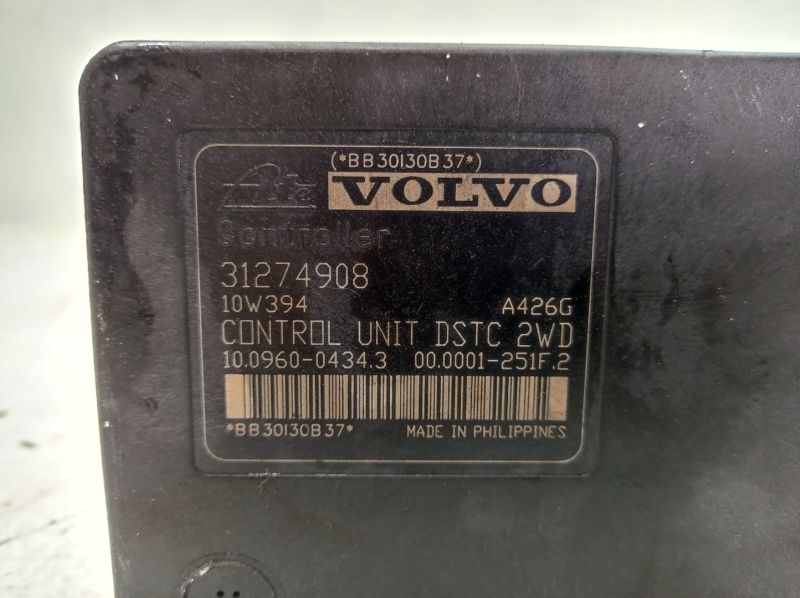 (*BB30130B37*)
Ate VOLVO
Controller
31274908
10W394 A426G
CONTROL UNIT DSTC 2WD
10.0960-0434.3 00.0001-251F.2
*BB30130B37* MADE IN PHILIPPINES